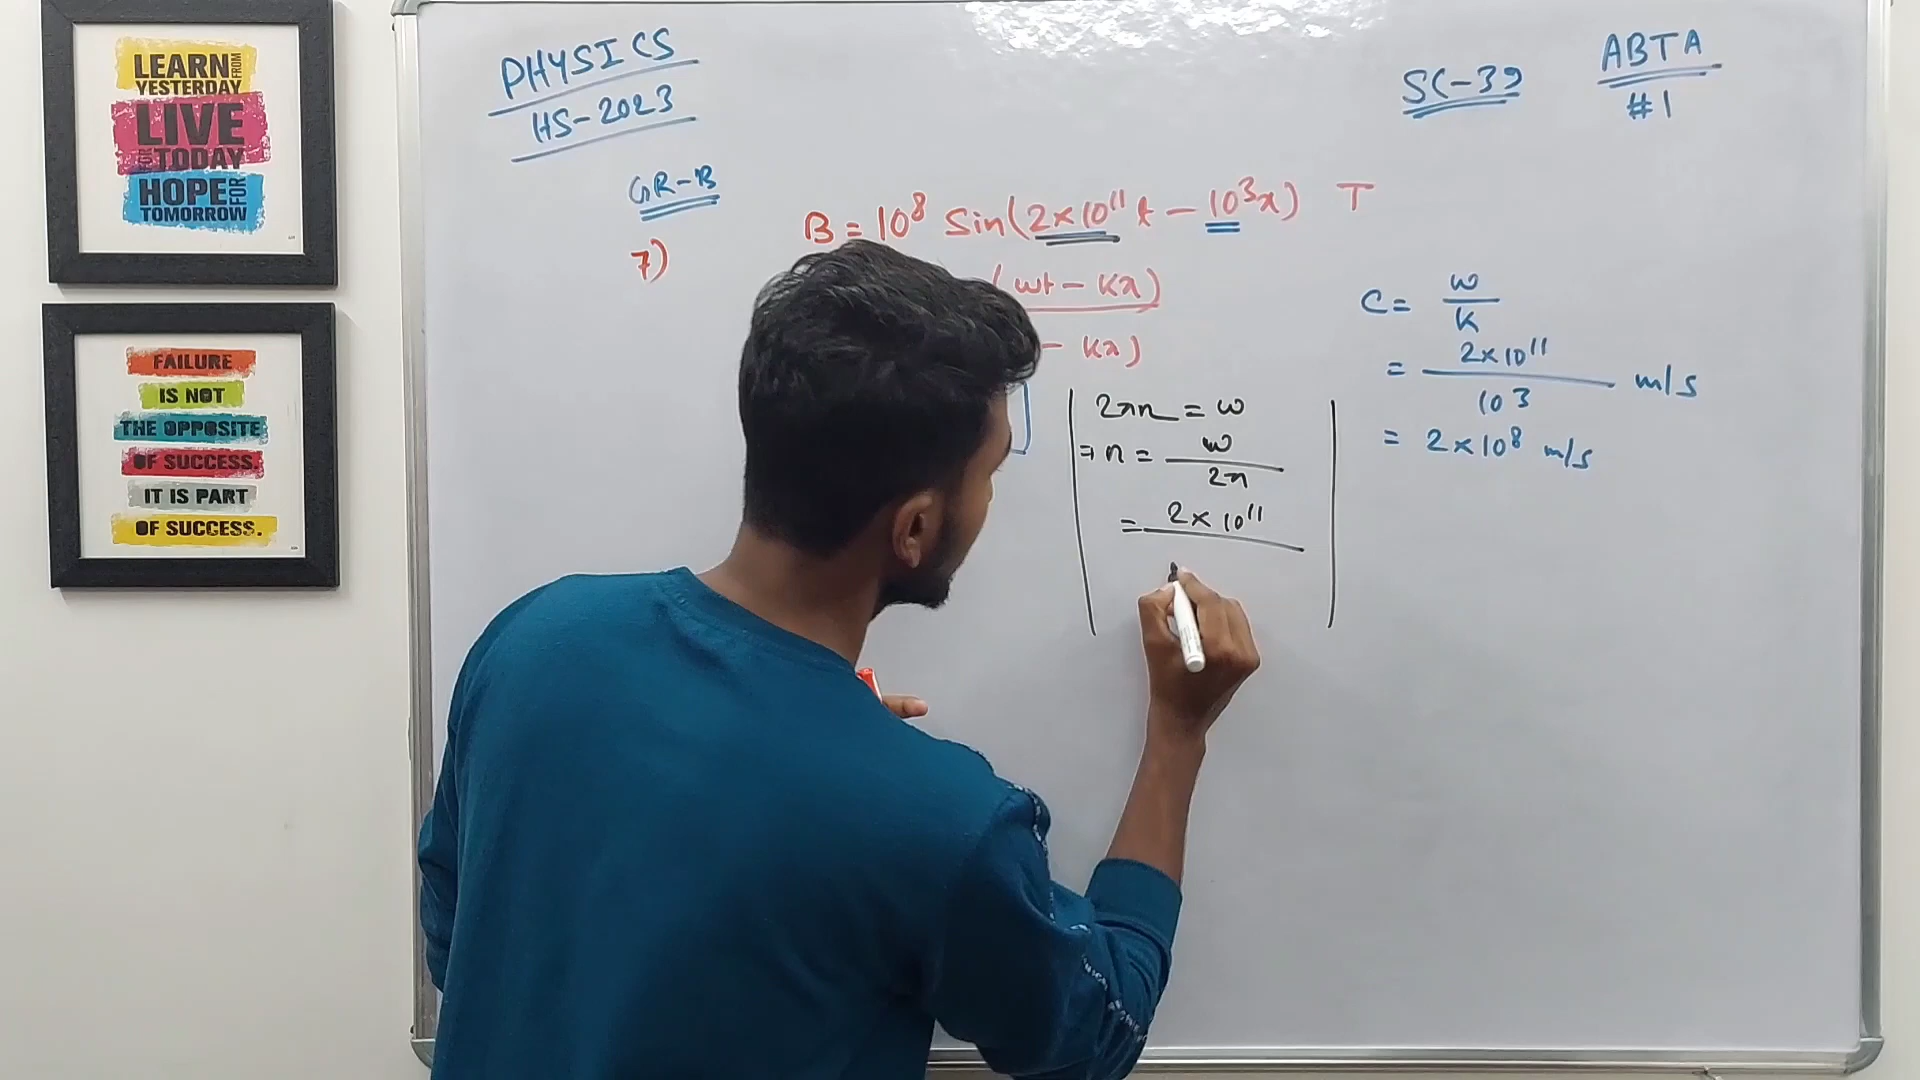 LEARN FROM
YESTERDAY
LIVE
FOR TODAY
HOPE FOR
TOMORROW
FAILURE
IS NOT
THE OPPOSITE
OF SUCCESS.
IT IS PART
OF SUCCESS.
PHYSICS
HS-2023
SC-39
ABTA
#1
GR-B
7)
B = 10⁸ Sin(2×10¹¹t - 10³x) T
(ωt - Kx)
- Kx)
2πn = ω
⇒ n = ω/2π
= 2×10¹¹
C = ω/K
= 2×10¹¹/10³ m/s
= 2×10⁸ m/s